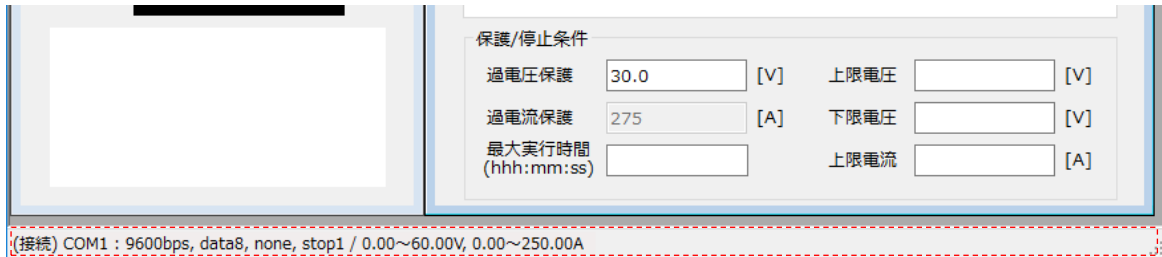 保護/停止条件
過電圧保護 30.0 [V] 上限電圧 [V]
過電流保護 275 [A] 下限電圧 [V]
最大実行時間
(hhh:mm:ss) 上限電流 [A]
(接続) COM1 : 9600bps, data8, none, stop1 / 0.00～60.00V, 0.00～250.00A